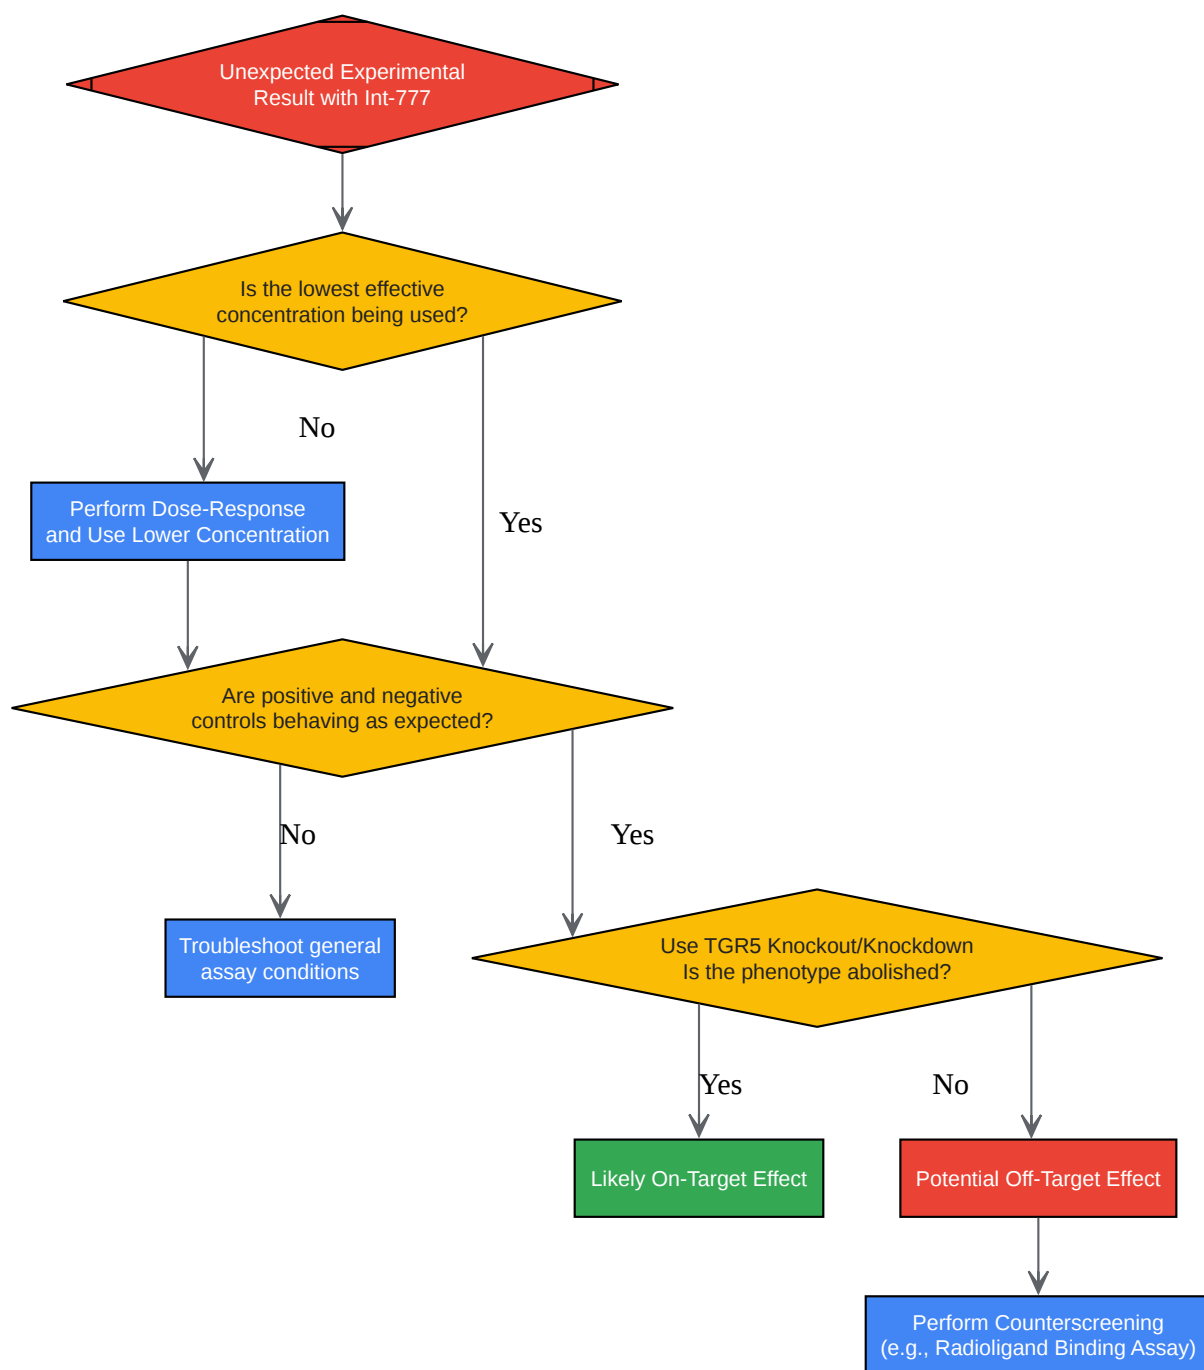 Unexpected Experimental
Result with Int-777
Is the lowest effective
concentration being used?
No
Perform Dose-Response
and Use Lower Concentration
Yes
Are positive and negative
controls behaving as expected?
No
Yes
Troubleshoot general
assay conditions
Use TGR5 Knockout/Knockdown
Is the phenotype abolished?
Yes
No
Likely On-Target Effect
Potential Off-Target Effect
Perform Counterscreening
(e.g., Radioligand Binding Assay)